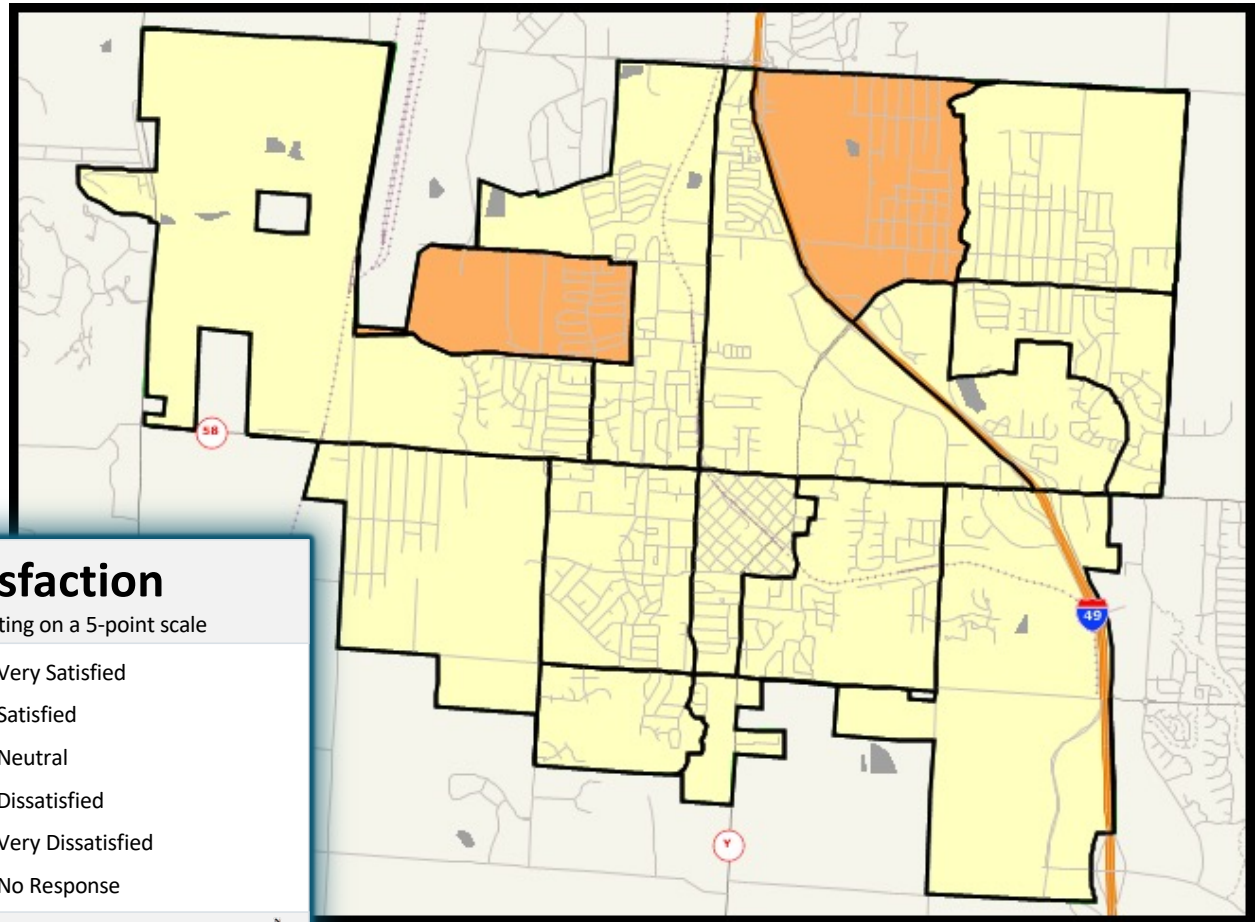 58
sfaction
ting on a 5-point scale
Very Satisfied
Satisfied
Neutral
Dissatisfied
Very Dissatisfied
No Response
49
Y